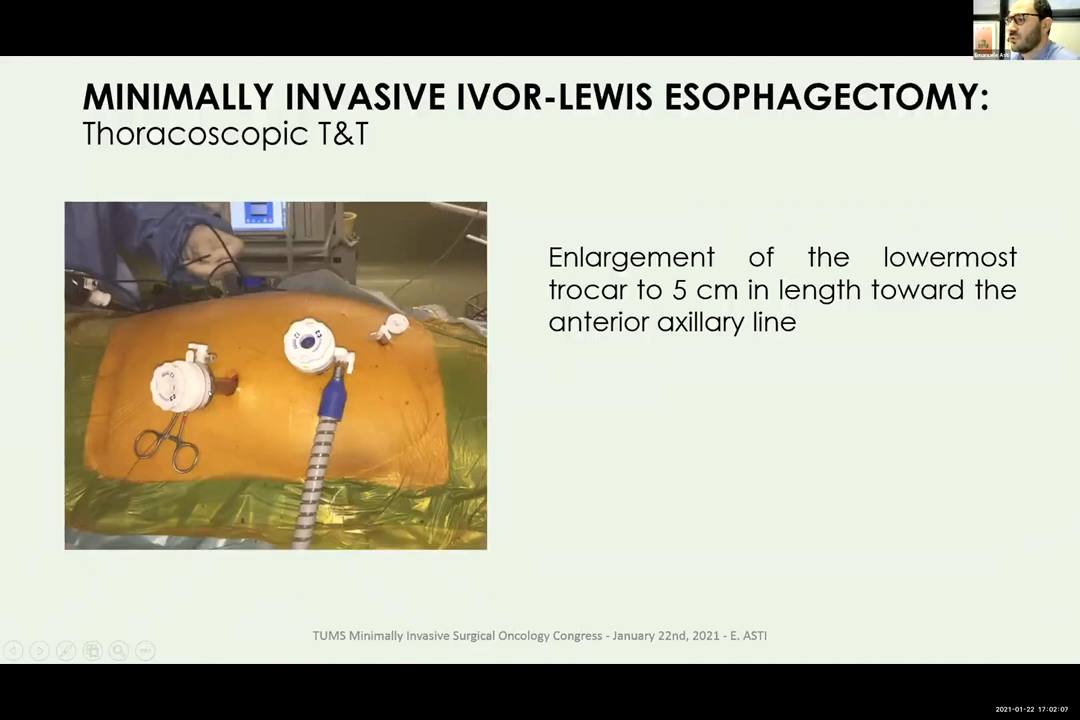 MINIMALLY INVASIVE IVOR-LEWIS ESOPHAGECTOMY:
Thoracoscopic T&T
Enlargement of the lowermost
trocar to 5 cm in length toward the
anterior axillary line
TUMS Minimally Invasive Surgical Oncology Congress - January 22nd, 2021 - E. ASTI
2021-01-22 17:02:07